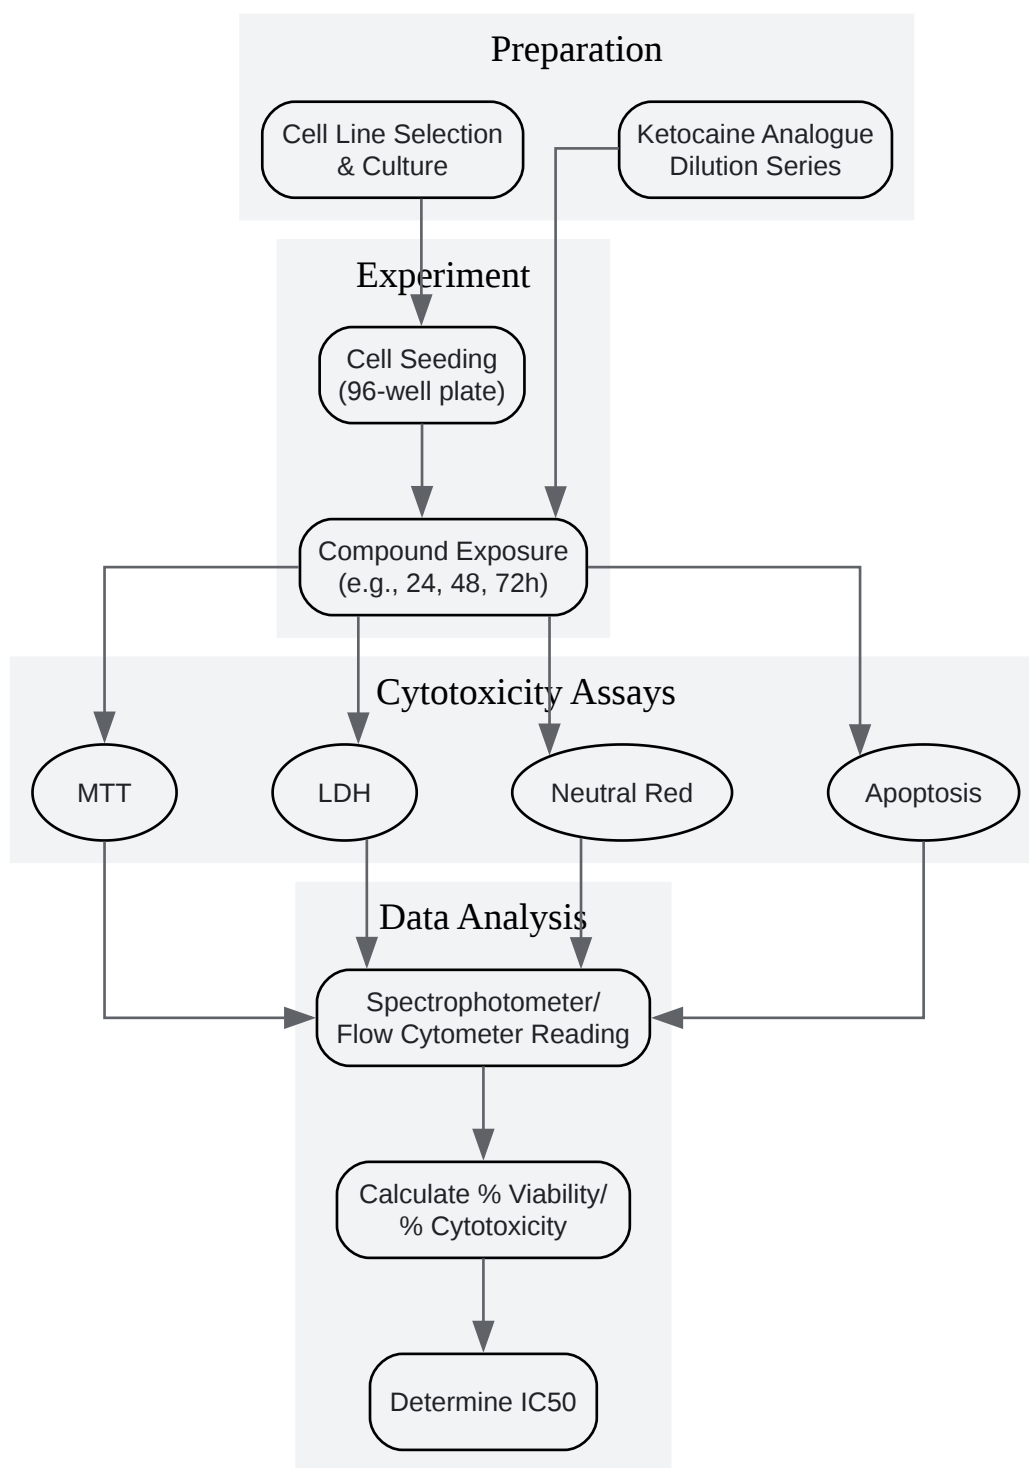 Preparation
Cell Line Selection
& Culture
Ketocaine Analogue
Dilution Series
Experiment
Cell Seeding
(96-well plate)
Compound Exposure
(e.g., 24, 48, 72h)
Cytotoxicity Assays
MTT
LDH
Neutral Red
Apoptosis
Data Analysis
Spectrophotometer/
Flow Cytometer Reading
Calculate % Viability/
% Cytotoxicity
Determine IC50